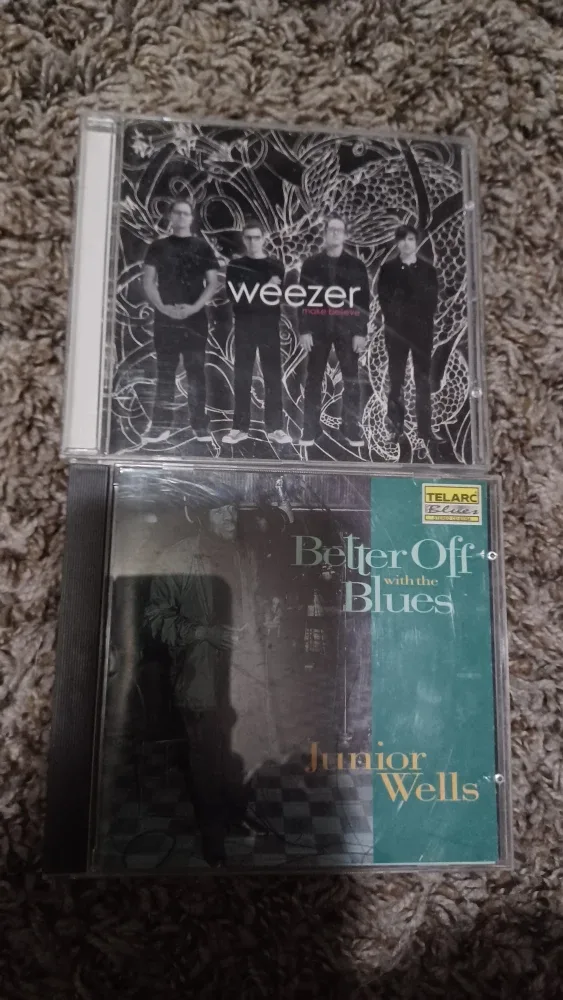 weezer
make believe
TELARC
Blues
Better Off
with the
Blues
Junior
Wells